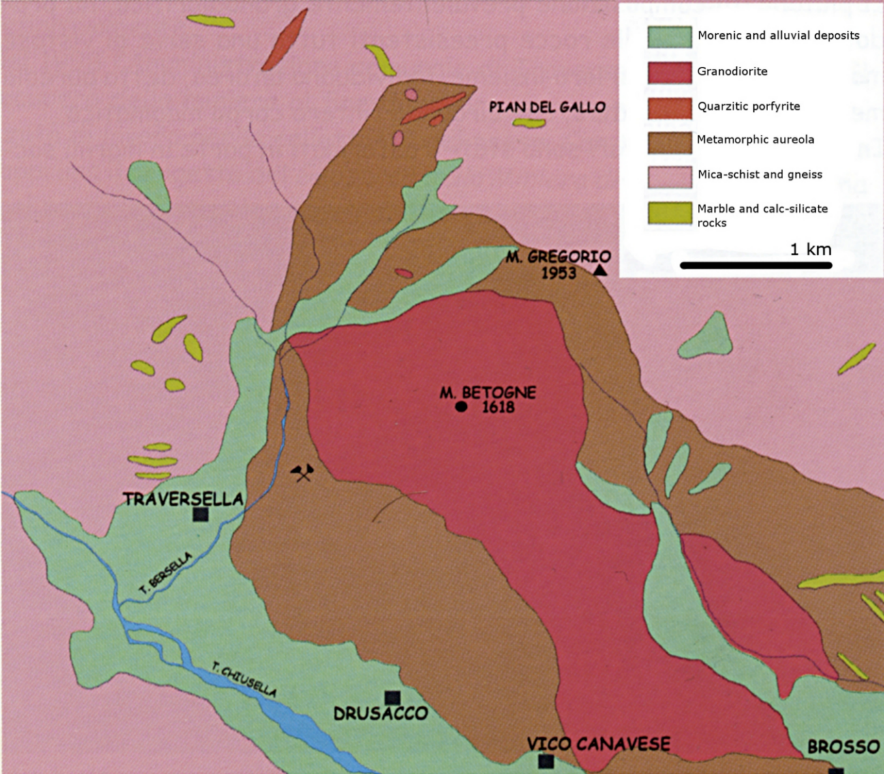 Morenic and alluvial deposits
Granodiorite
Quarzitic porfyrite
Metamorphic aureola
Mica-schist and gneiss
Marble and calc-silicate
rocks
1 km
PIAN DEL GALLO
M. GREGORIO
1953
M. BETOGNE
1618
TRAVERSELLA
T. BERSELLA
T. CHIUSELLA
DRUSACCO
VICO CANAVESE
BROSSO